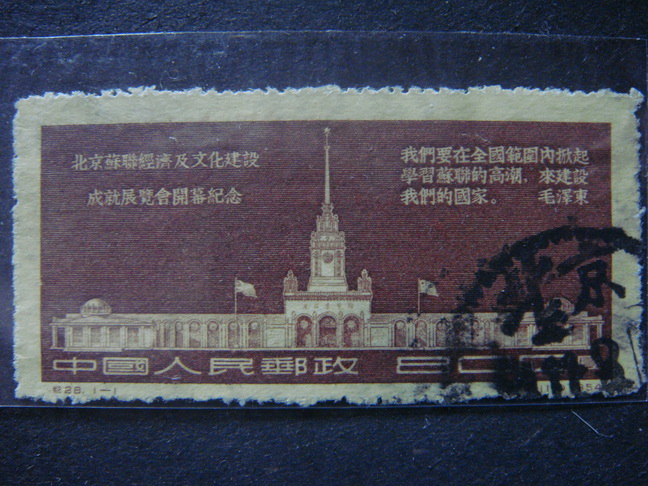 北京蘇聯經濟及文化建設
成就展覽會開幕紀念
我們要在全國範圍內掀起
學習蘇聯的高潮，來建設
我們的國家。 毛澤東
中國人民郵政 800
紀28. (一)
京